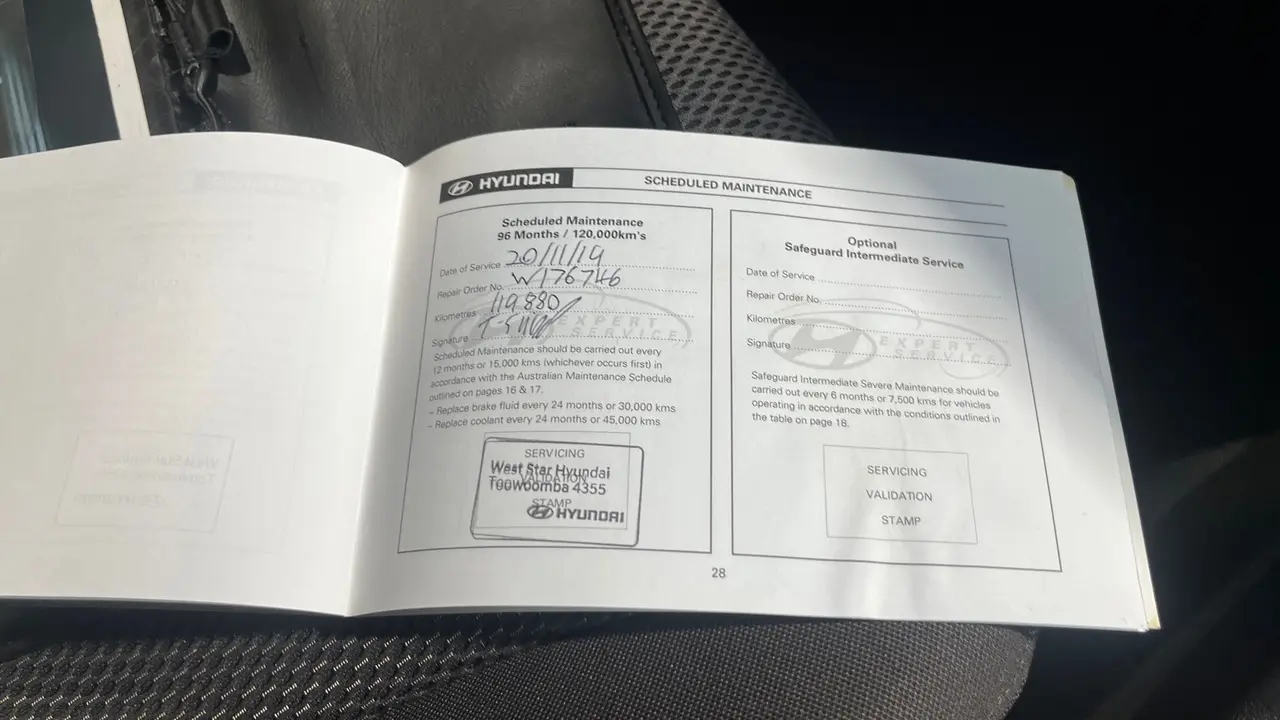 HYUNDAI
SCHEDULED MAINTENANCE
Scheduled Maintenance
96 Months / 120,000km's
Date of Service 20/11/19
Repair Order No. W176746
Kilometres 119880
Signature
EXPERT
SERVICE
Scheduled Maintenance should be carried out every
12 months or 15,000 kms (whichever occurs first) in
accordance with the Australian Maintenance Schedule
outlined on pages 16 & 17.
– Replace brake fluid every 24 months or 30,000 kms
– Replace coolant every 24 months or 45,000 kms
SERVICING
VALIDATION
STAMP
West Star Hyundai
Toowoomba 4355
HYUNDAI
Optional
Safeguard Intermediate Service
Date of Service
Repair Order No.
Kilometres
Signature
EXPERT
SERVICE
Safeguard Intermediate Severe Maintenance should be
carried out every 6 months or 7,500 kms for vehicles
operating in accordance with the conditions outlined in
the table on page 18.
SERVICING
VALIDATION
STAMP
28